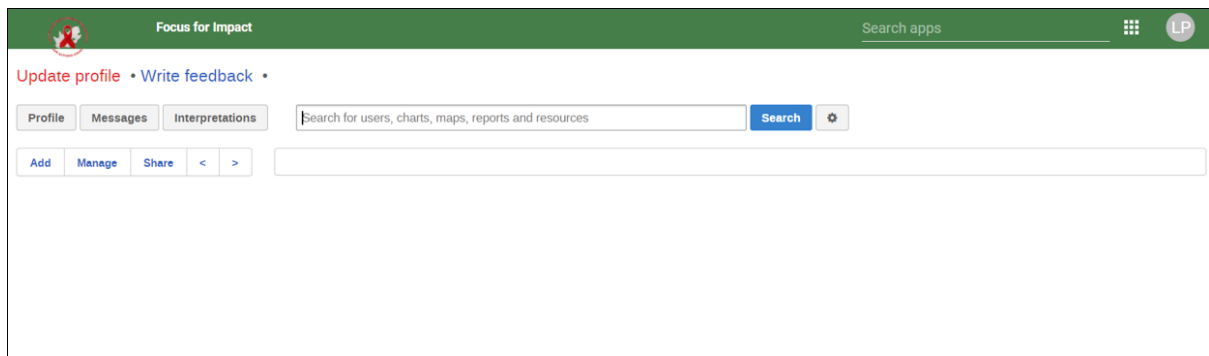 Focus for Impact Search apps LP
Update profile • Write feedback •
Profile Messages Interpretations Search for users, charts, maps, reports and resources Search
Add Manage Share < >